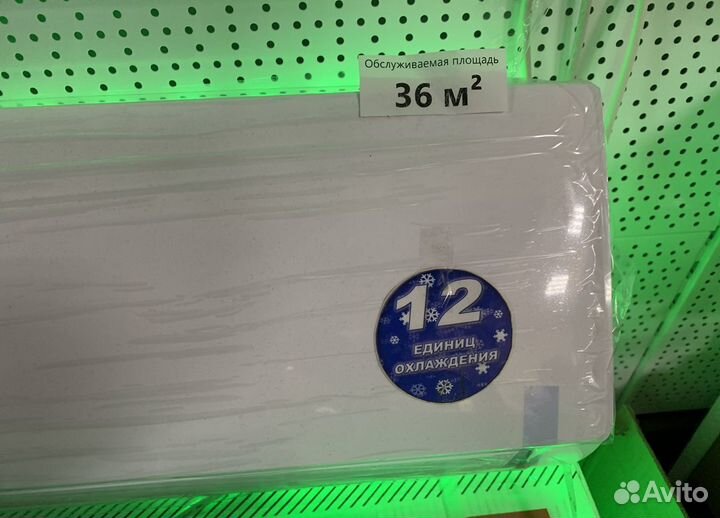 Обслуживаемая площадь
36 м²
12
ЕДИНИЦ
ОХЛАЖДЕНИЯ
Avito